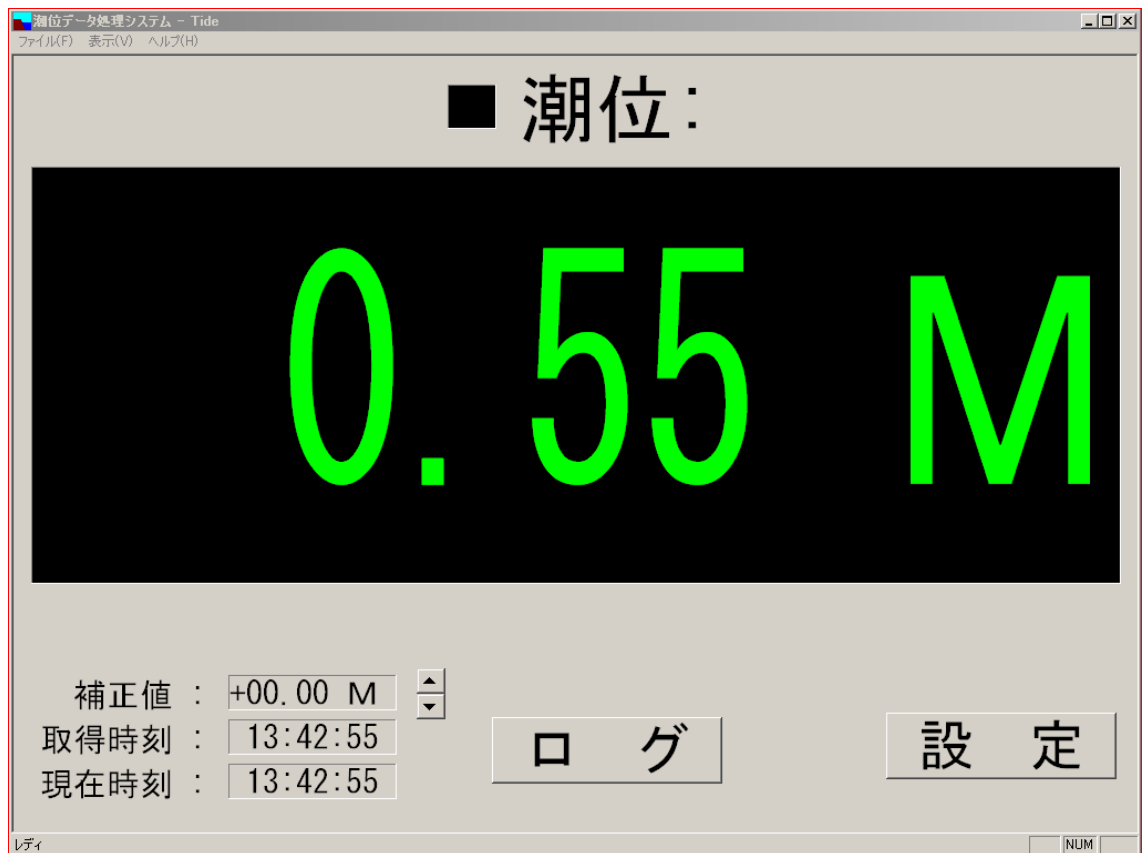 潮位データ処理システム - Tide
ファイル(F) 表示(V) ヘルプ(H)
■ 潮位:
0.55 M
補正値 : +00.00 M
取得時刻 : 13:42:55
現在時刻 : 13:42:55
ログ
設定
レディ
NUM